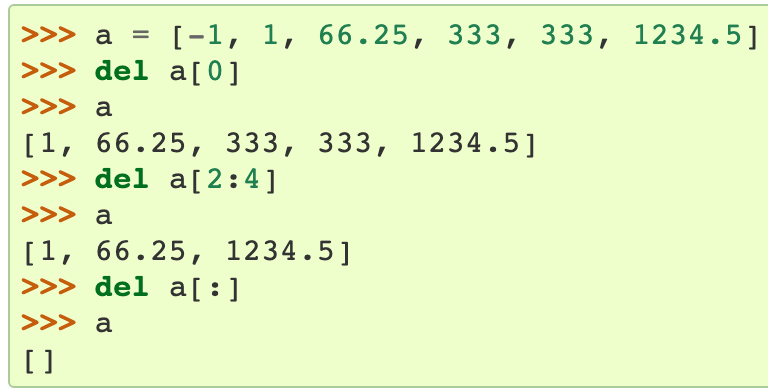 >>> a = [-1, 1, 66.25, 333, 333, 1234.5]
>>> del a[0]
>>> a
[1, 66.25, 333, 333, 1234.5]
>>> del a[2:4]
>>> a
[1, 66.25, 1234.5]
>>> del a[:]
>>> a
[]